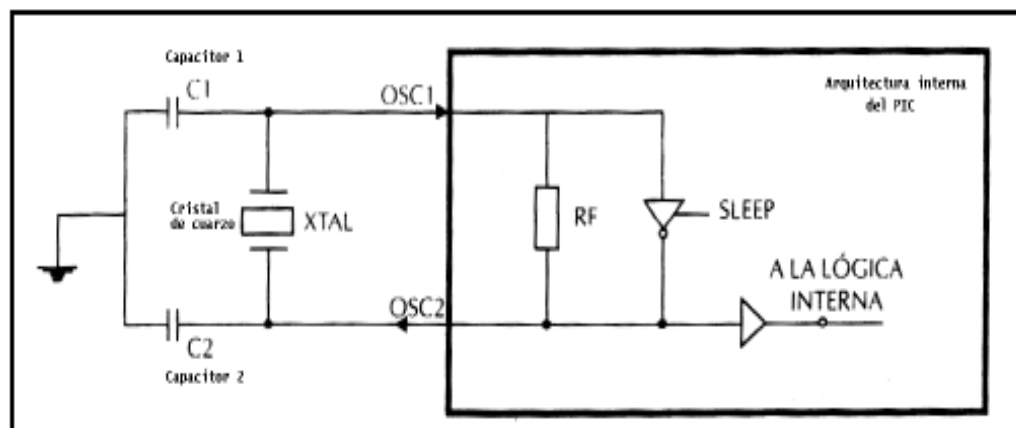 Capacitor 1
C1
OSC1
Arquitectura interna
del PIC
Cristal
de cuarzo
XTAL
RF
SLEEP
A LA LÓGICA
INTERNA
OSC2
C2
Capacitor 2